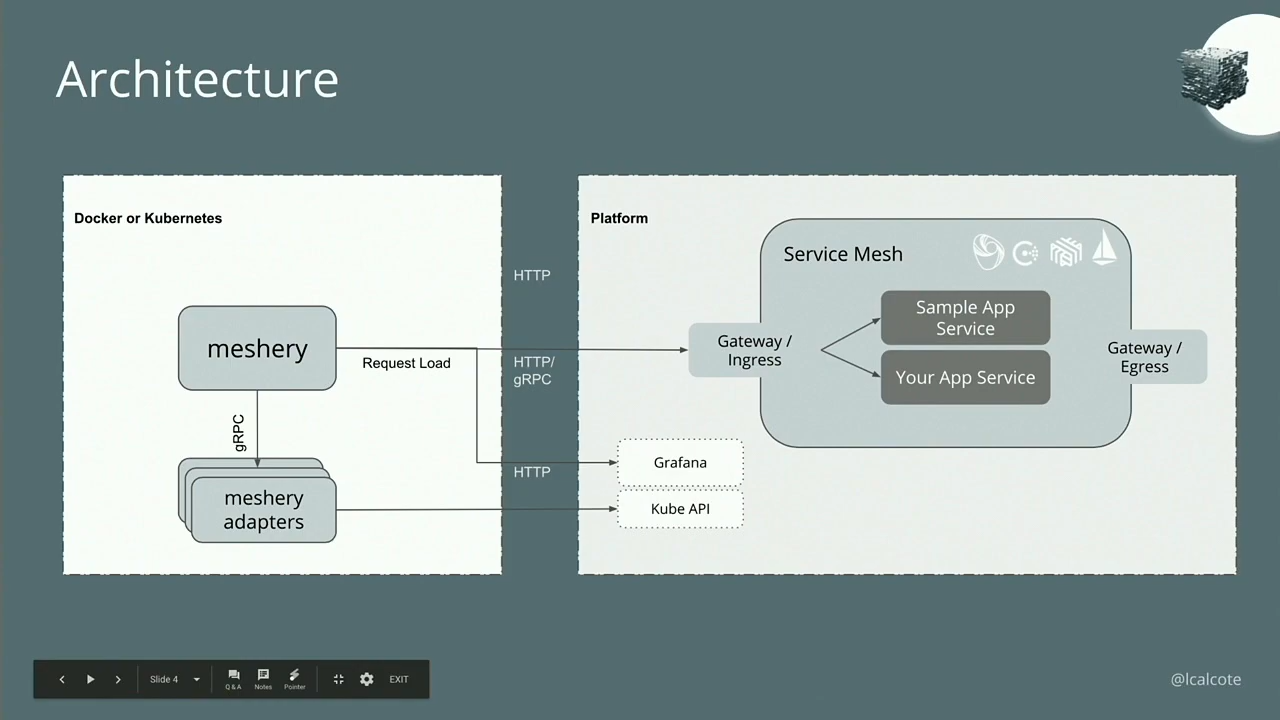 Architecture
Docker or Kubernetes
meshery
Request Load
gRPC
meshery
adapters
HTTP
HTTP/
gRPC
HTTP
Platform
Service Mesh
Gateway /
Ingress
Sample App
Service
Your App Service
Gateway /
Egress
Grafana
Kube API
Slide 4
Q & A
Notes
Pointer
EXIT
@lcalcote